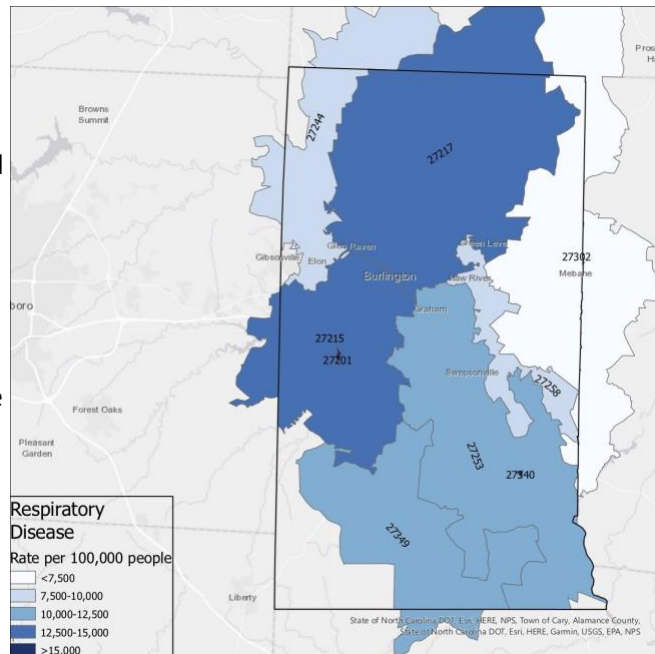 Browns
Summit
Pros
H
27244
27217
Gibsonville
Glen Raven
Elon
Green Level
Burlington
Haw River
27302
Mebane
boro
Graham
27215
27201
Swepsonville
27258
Forest Oaks
Pleasant
Garden
27253
27340
27349
Liberty
Respiratory
Disease
Rate per 100,000 people
<7,500
7,500-10,000
10,000-12,500
12,500-15,000
>15,000
State of North Carolina DOT, Esri, HERE, NPS, Town of Cary, Alamance County,
State of North Carolina DOT, Esri, HERE, Garmin, USGS, EPA, NPS